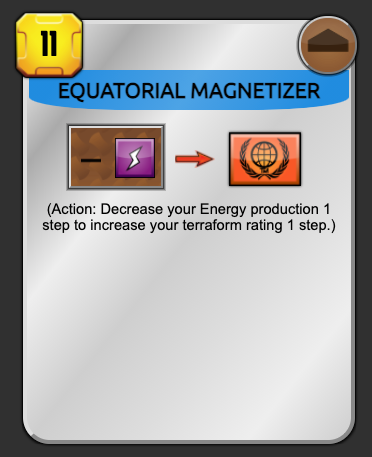 11
EQUATORIAL MAGNETIZER
(Action: Decrease your Energy production 1
step to increase your terraform rating 1 step.)